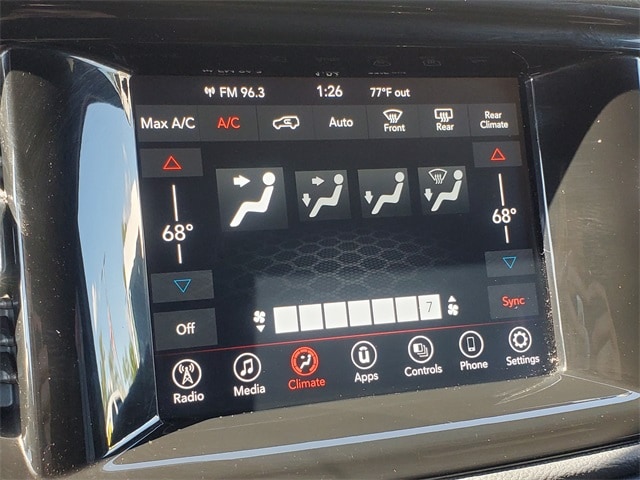 FM 96.3 1:26 77°F out
Max A/C A/C Auto Front Rear Rear Climate
68° 68°
Off 7 Sync
Radio Media Climate Apps Controls Phone Settings